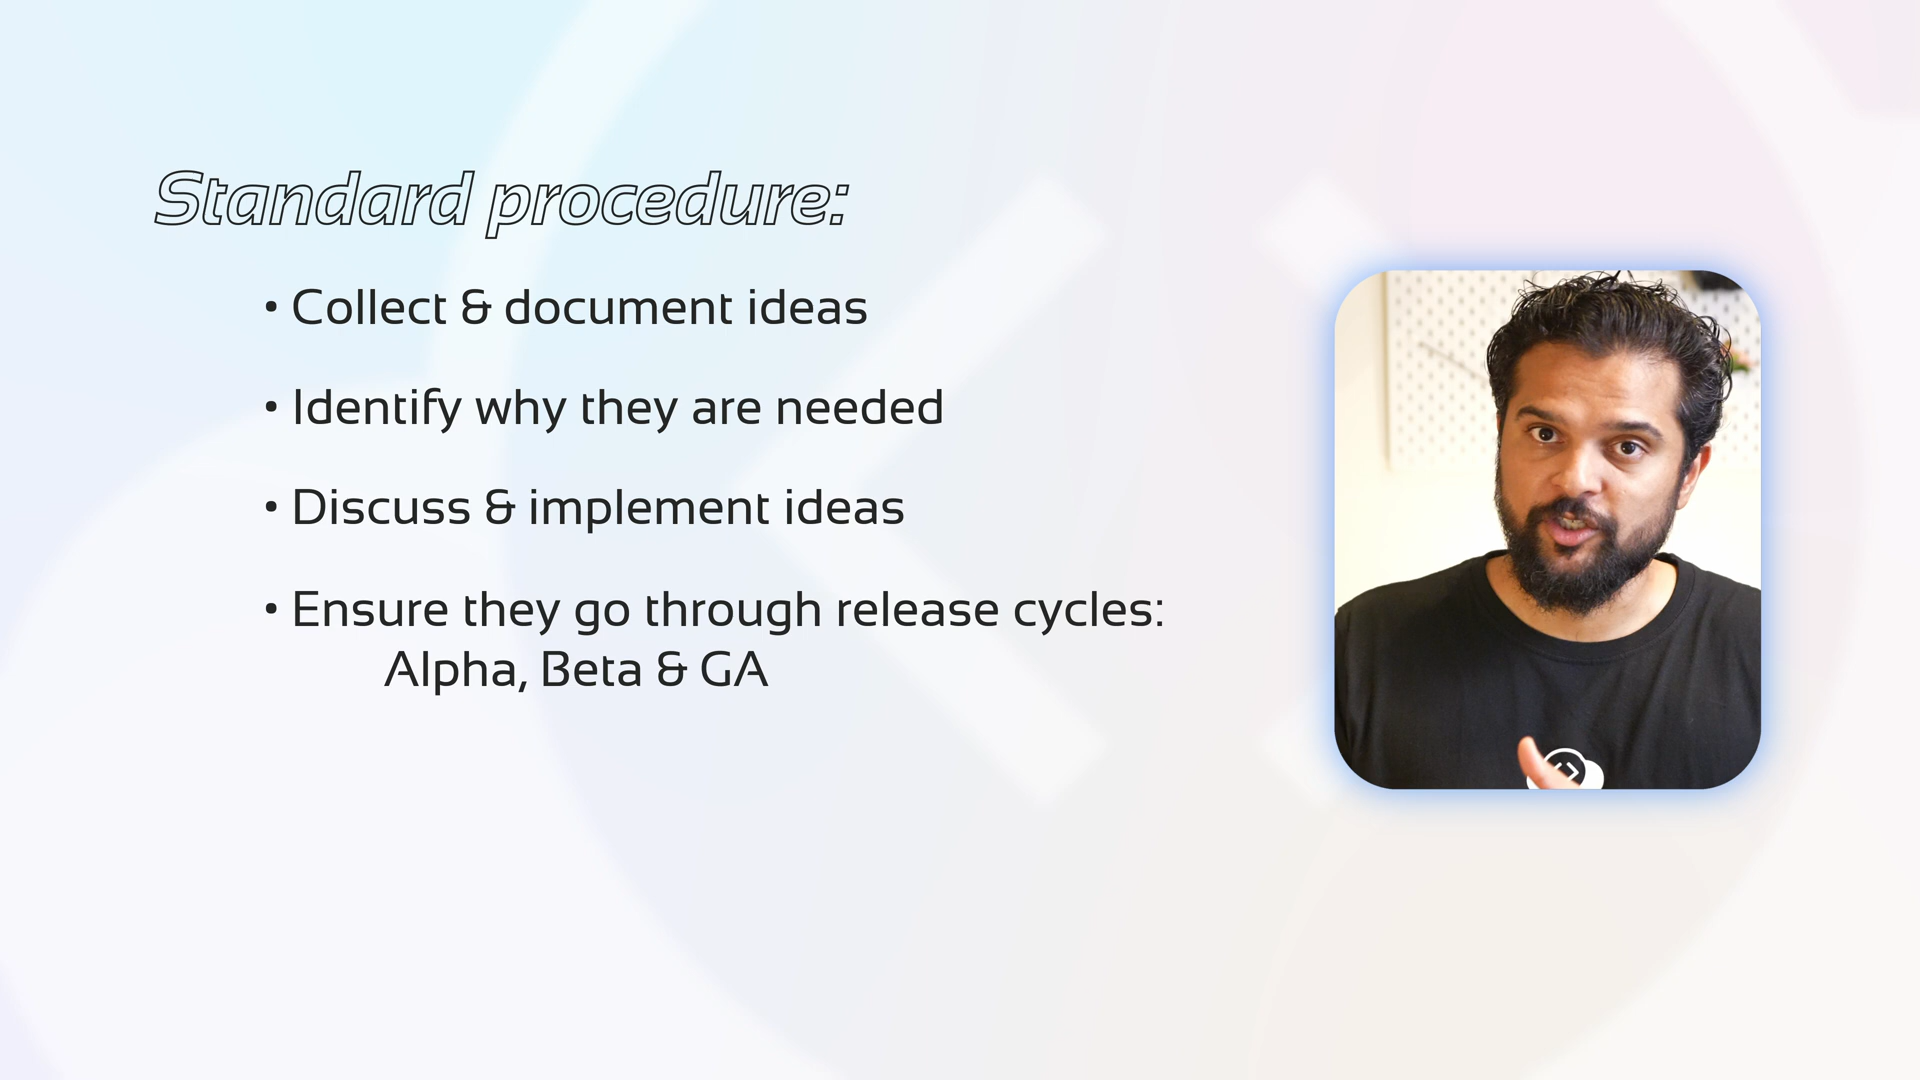 Standard procedure:
• Collect & document ideas
• Identify why they are needed
• Discuss & implement ideas
• Ensure they go through release cycles:
Alpha, Beta & GA